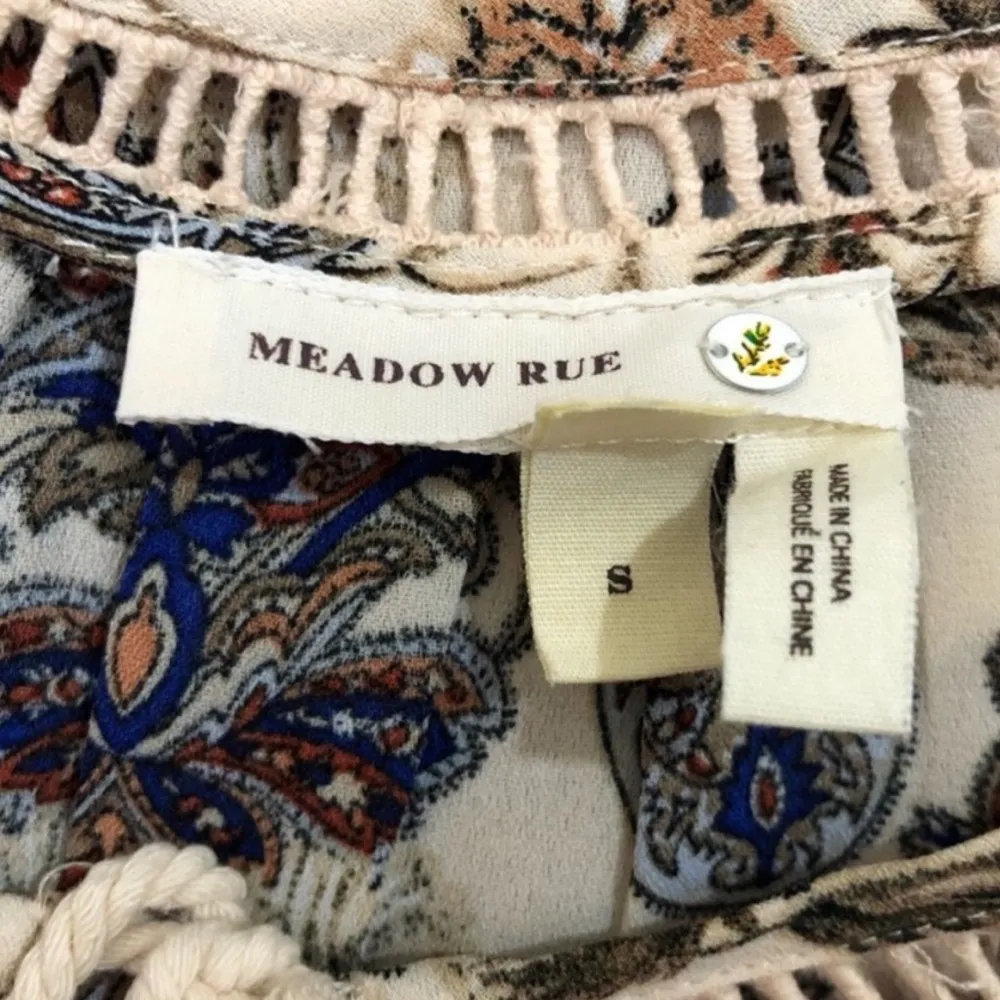 MEADOW RUE
S
MADE IN CHINA
FABRIQUÉ EN CHINE